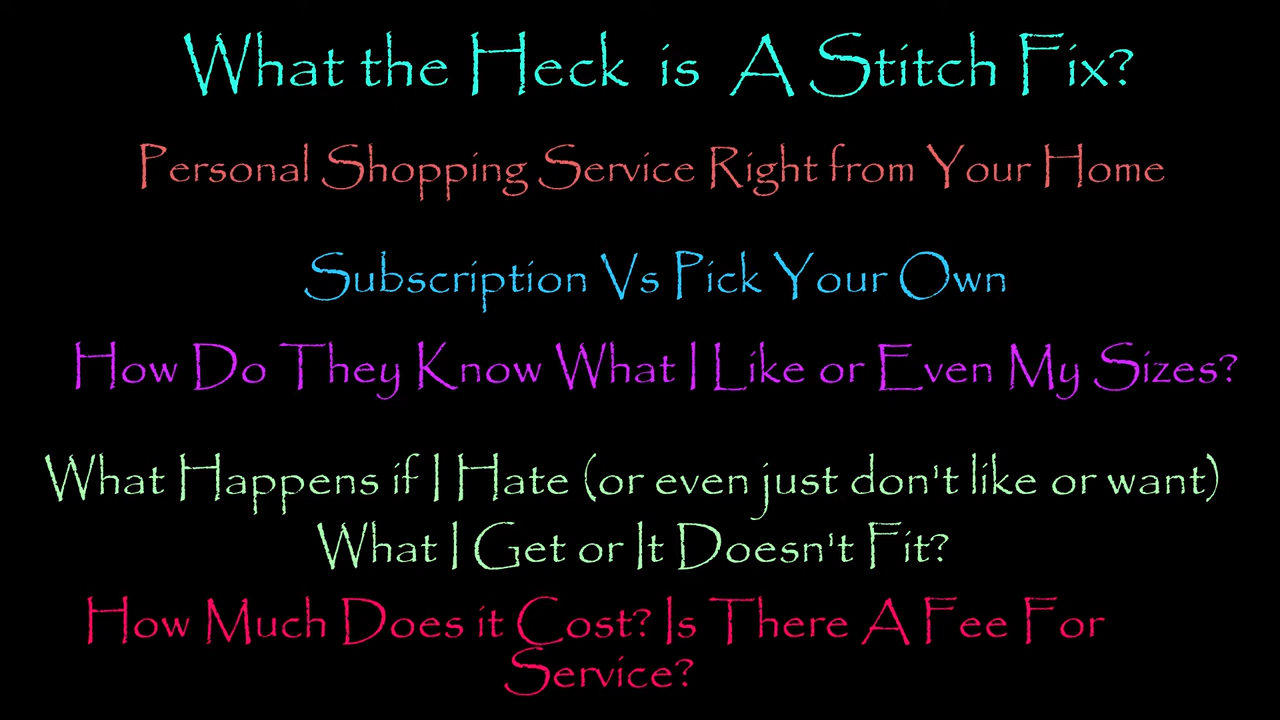 What the Heck is A Stitch Fix?
Personal Shopping Service Right from Your Home
Subscription Vs Pick Your Own
How Do They Know What I Like or Even My Sizes?
What Happens if I Hate (or even just don't like or want)
What I Get or It Doesn't Fit?
How Much Does it Cost? Is There A Fee For
Service?